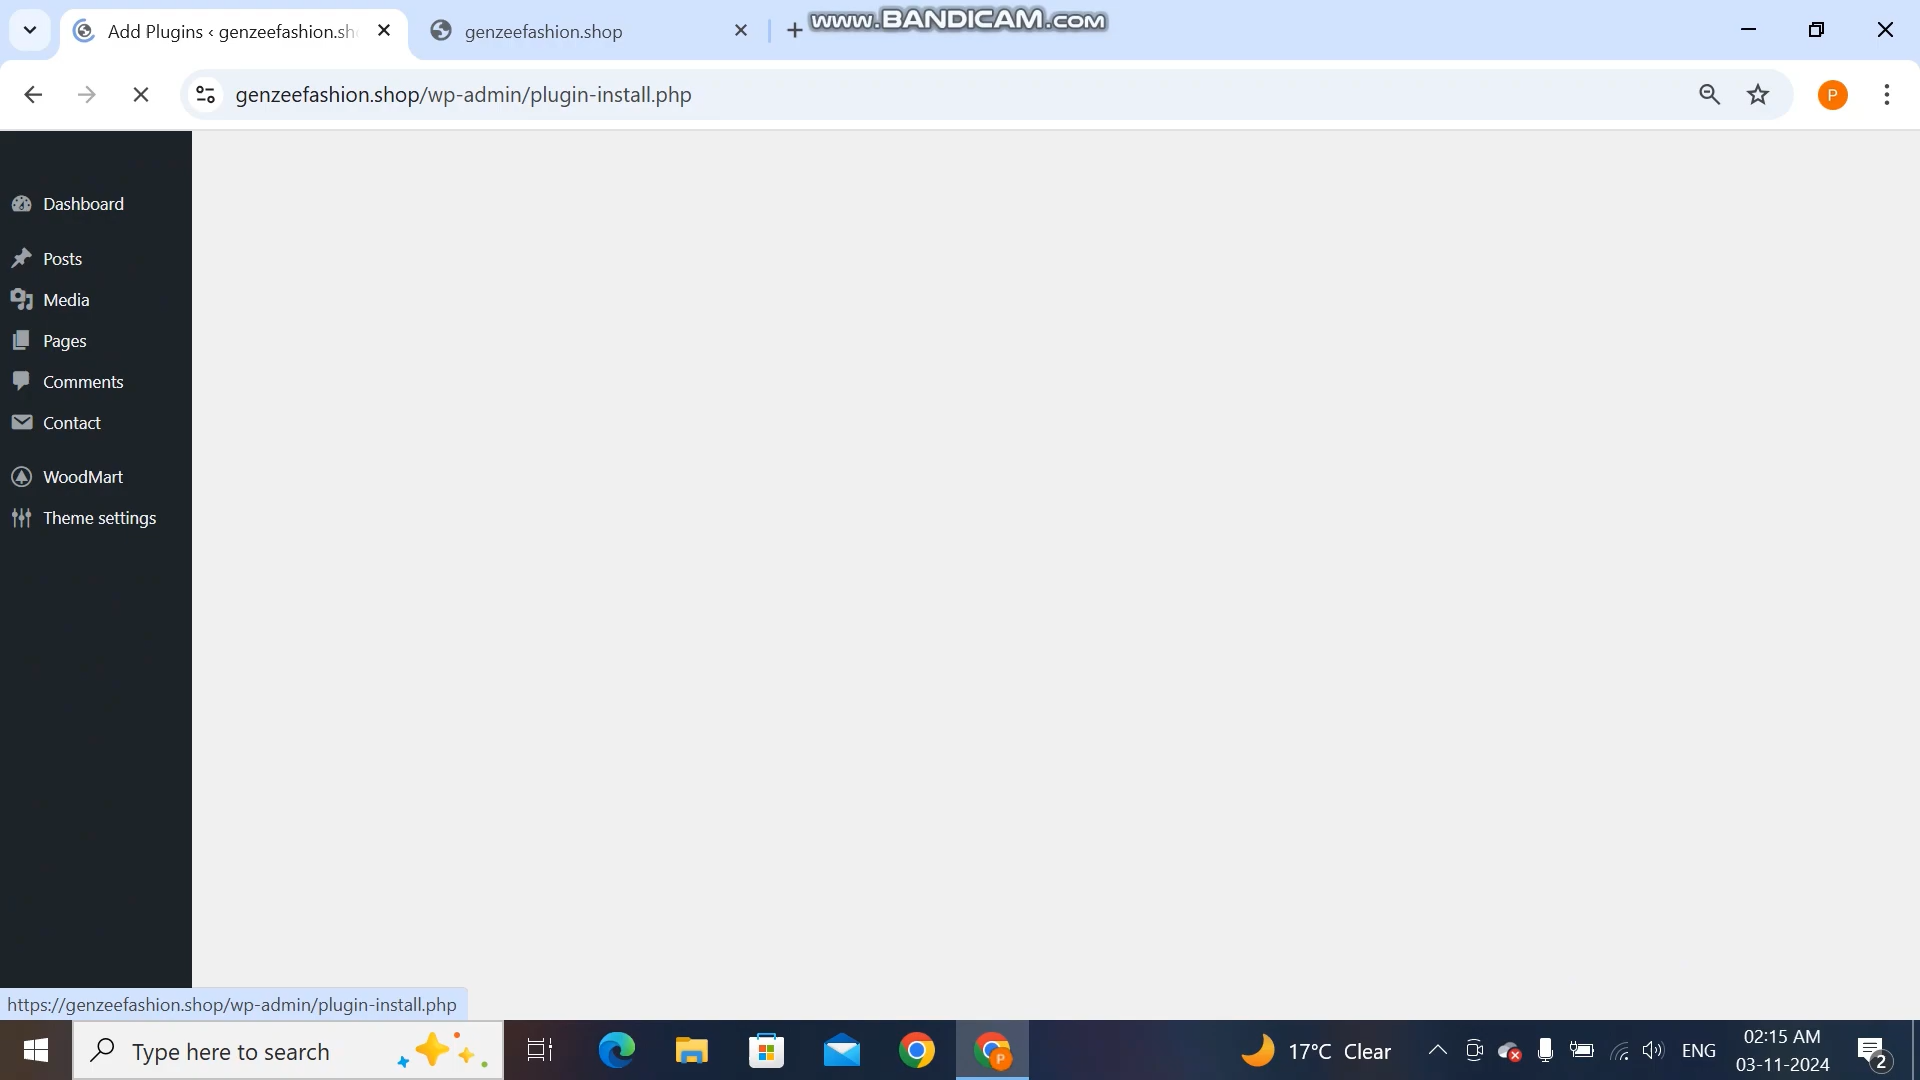 Add Plugins ‹ genzeefashion.sh
genzeefashion.shop
www.BANDICAM.com
genzeefashion.shop/wp-admin/plugin-install.php
P
Dashboard
Posts
Media
Pages
Comments
Contact
WoodMart
Theme settings
https://genzeefashion.shop/wp-admin/plugin-install.php
Type here to search
P
17°C Clear
ENG
02:15 AM
03-11-2024
2